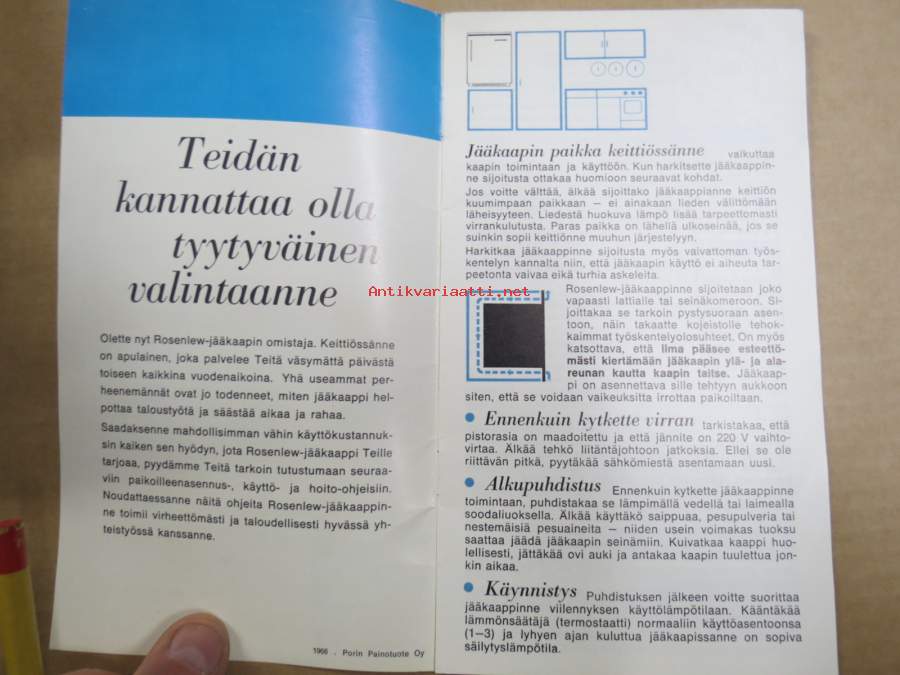 Teidän
kannattaa olla
tyytyväinen
valintaanne
Olette nyt Rosenlew-jääkaapin omistaja. Keittiössänne
on apulainen, joka palvelee Teitä väsymättä päivästä
toiseen kaikkina vuodenaikoina. Yhä useammat per-
heenemännät ovat jo todenneet, miten jääkaappi hel-
pottaa taloustyötä ja säästää aikaa ja rahaa.
Saadaksenne mahdollisimman vähin käyttökustannuk-
sin kaiken sen hyödyn, jota Rosenlew-jääkaappi Teille
tarjoaa, pyydämme Teitä tarkoin tutustumaan seuraa-
viin paikoilleenasennus-, käyttö- ja hoito-ohjeisiin.
Noudattaessanne näitä ohjeita Rosenlew-jääkaappin-
ne toimii virheettömästi ja taloudellisesti hyvässä yh-
teistyössä kanssanne.
1966 . Porin Painotuote Oy
Jääkaapin paikka keittiössänne vaikuttaa
kaapin toimintaan ja käyttöön. Kun harkitsette jääkaappin-
ne sijoitusta ottakaa huomioon seuraavat kohdat.
Jos voitte välttää, älkää sijoittako jääkaappianne keittiön
kuumimpaan paikkaan – ei ainakaan lieden välittömään
läheisyyteen. Liedestä huokuva lämpö lisää tarpeettomasti
virrankulutusta. Paras paikka on lähellä ulkoseinää, jos se
suinkin sopii keittiönne muuhun järjestelyyn.
Harkitkaa jääkaappinne sijoitusta myös vaivattoman työs-
kentelyn kannalta niin, että jääkaapin käyttö ei aiheuta tar-
peetonta vaivaa eikä turhia askeleita.
Rosenlew-jääkaappinne sijoitetaan joko
vapaasti lattialle tai seinäkomeroon. Si-
joittakaa se tarkoin pystysuoraan asen-
toon, näin takaatte kojeistolle tehok-
kaimmat työskentelyolosuhteet. On myös
katsottava, että ilma pääsee esteettö-
mästi kiertämään jääkaapin ylä- ja ala-
reunan kautta kaapin taitse. Jääkaap-
pi on asennettava sille tehtyyn aukkoon
siten, että se voidaan vaikeuksitta irrottaa paikoiltaan.
Antikvariaatti.net
● Ennenkuin kytkette virran tarkistakaa, että
pistorasia on maadoitettu ja että jännite on 220 V vaihto-
virtaa. Älkää tehkö liitäntäjohtoon jatkoksia. Ellei se ole
riittävän pitkä, pyytäkää sähkömiestä asentamaan uusi.
● Alkupuhdistus Ennenkuin kytkette jääkaappinne
toimintaan, puhdistakaa se lämpimällä vedellä tai laimealla
soodaliuoksella. Älkää käyttäkö saippuaa, pesupulveria tai
nestemäisiä pesuaineita – niiden usein voimakas tuoksu
saattaa jäädä jääkaapin seinämiin. Kuivatkaa kaappi huo-
lellisesti, jättäkää ovi auki ja antakaa kaapin tuulettua jon-
kin aikaa.
● Käynnistys Puhdistuksen jälkeen voitte suorittaa
jääkaappinne viilennyksen käyttölämpötilaan. Kääntäkää
lämmönsäätäjä (termostaatti) normaaliin käyttöasentoonsa
(1–3) ja lyhyen ajan kuluttua jääkaapissanne on sopiva
säilytyslämpötila.